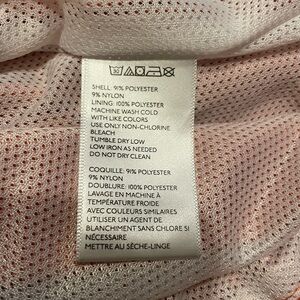 SHELL: 91% POLYESTER
9% NYLON
LINING: 100% POLYESTER
MACHINE WASH COLD
WITH LIKE COLORS
USE ONLY NON-CHLORINE
BLEACH
TUMBLE DRY LOW
LOW IRON AS NEEDED
DO NOT DRY CLEAN
COQUILLE: 91% POLYESTER
9% NYLON
DOUBLURE: 100% POLYESTER
LAVAGE EN MACHINE À
TEMPÉRATURE FROIDE
AVEC COULEURS SIMILAIRES
UTILISER UN AGENT DE
BLANCHIMENT SANS CHLORE SI
NÉCESSAIRE
METTRE AU SÈCHE-LINGE